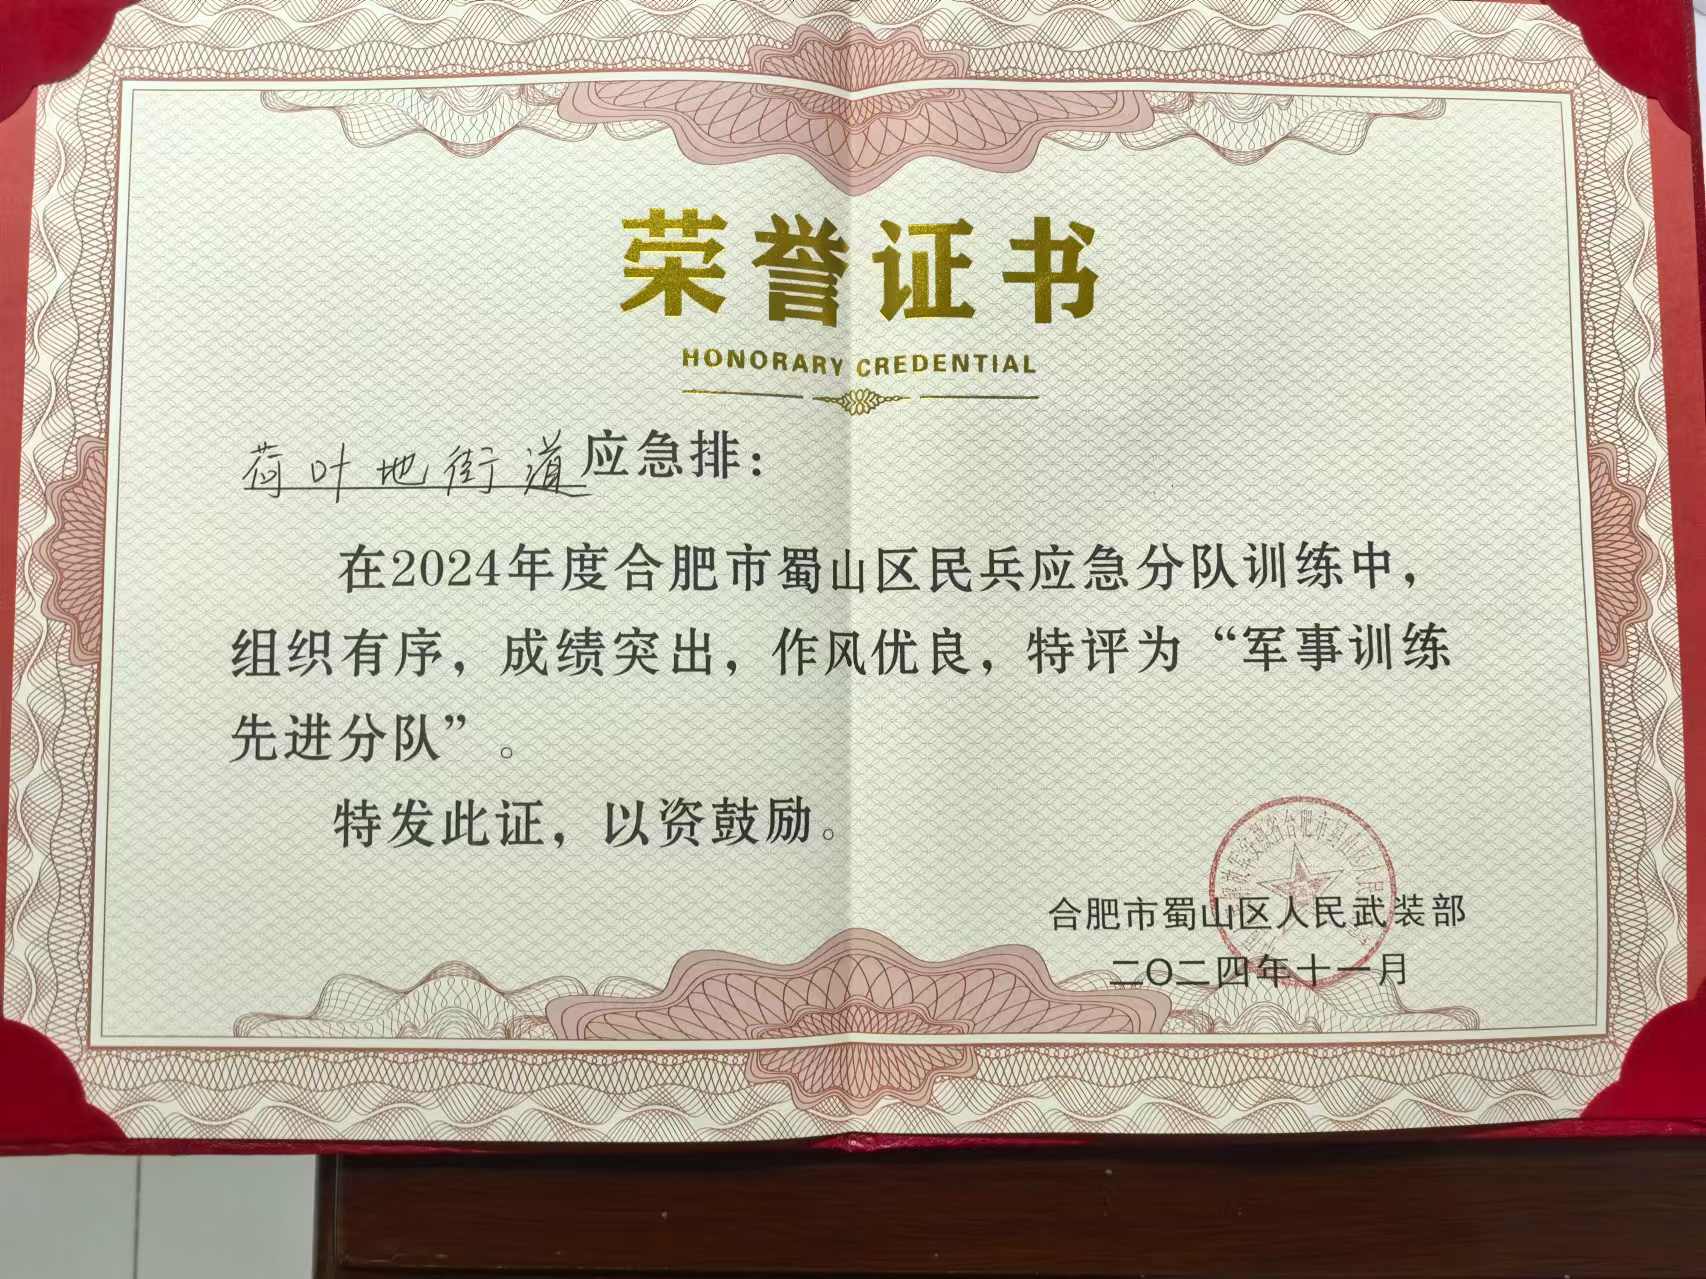 荣誉证书
HONORARY CREDENTIAL
荷叶地街道应急排：
在2024年度合肥市蜀山区民兵应急分队训练中，
组织有序，成绩突出，作风优良，特评为“军事训练
先进分队”。
特发此证，以资鼓励。
合肥市蜀山区人民武装部
二〇二四年十一月